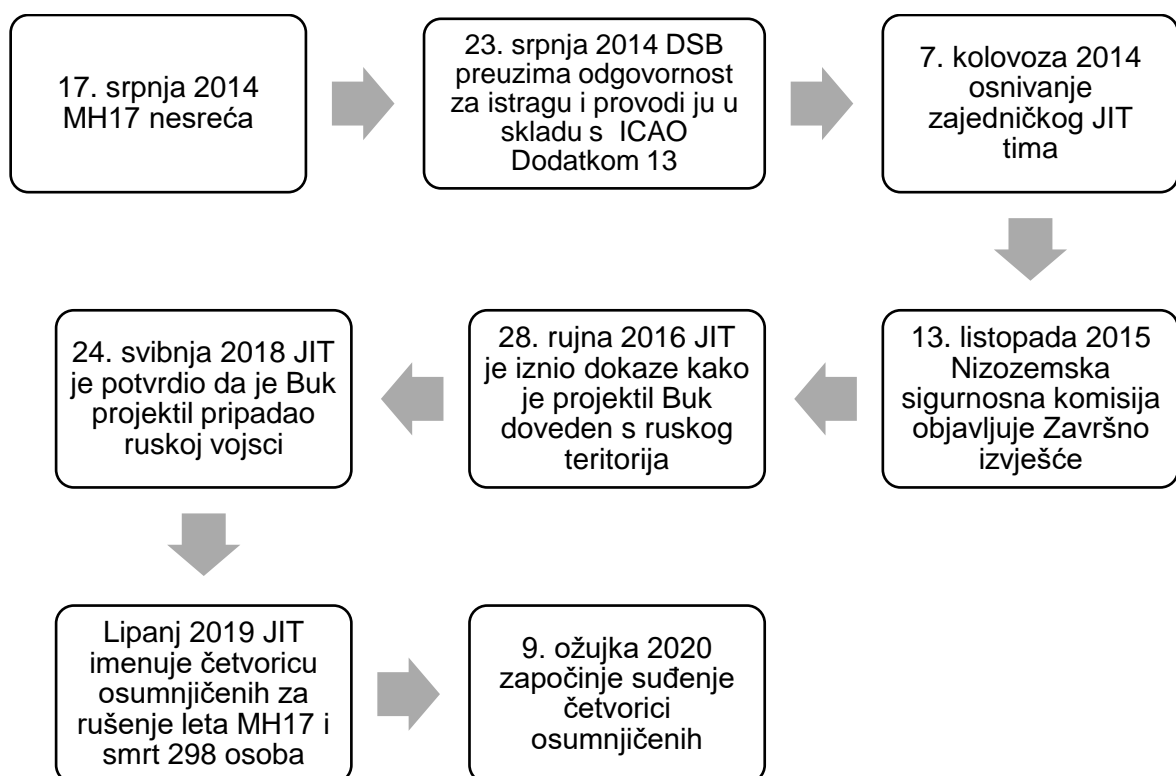 17. srpnja 2014
MH17 nesreća
23. srpnja 2014 DSB
preuzima odgovornost
za istragu i provodi ju u
skladu s ICAO
Dodatkom 13
7. kolovoza 2014
osnivanje
zajedničkog JIT
tima
13. listopada 2015
Nizozemska
sigurnosna komisija
objavljuje Završno
izvješće
28. rujna 2016 JIT
je iznio dokaze kako
je projektil Buk
doveden s ruskog
teritorija
24. svibnja 2018 JIT
je potvrdio da je Buk
projektil pripadao
ruskoj vojsci
Lipanj 2019 JIT
imenuje četvoricu
osumnjičenih za
rušenje leta MH17 i
smrt 298 osoba
9. ožujka 2020
započinje suđenje
četvorici
osumnjičenih